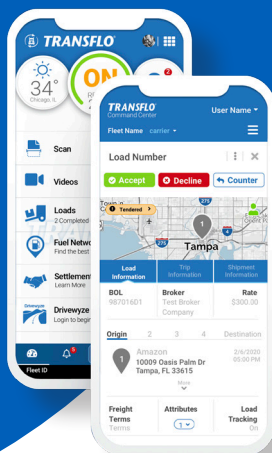 TRANSFLO
34°
Chicago, IL
ON
Scan
Videos
Loads
2 Completed
Fuel Netwo
Find the best
Settlement
Learn More
Drivewyze
Drivewyze
Login to begin
Fleet ID
TRANSFLO
Command Center
User Name
Fleet Name carrier
Load Number
Accept
Decline
Counter
Tendered >
275
1
Tampa
Load Information
Trip Information
Shipment Information
BOL
98701601
Broker
Test Broker Company
Rate
$300.00
Origin 2 3 4 Destination
1
Amazon
10009 Oasis Palm Dr
Tampa, FL 33615
2/6/2020
05:00 PM
More
Freight Terms
Terms
Attributes
1
Load Tracking
On